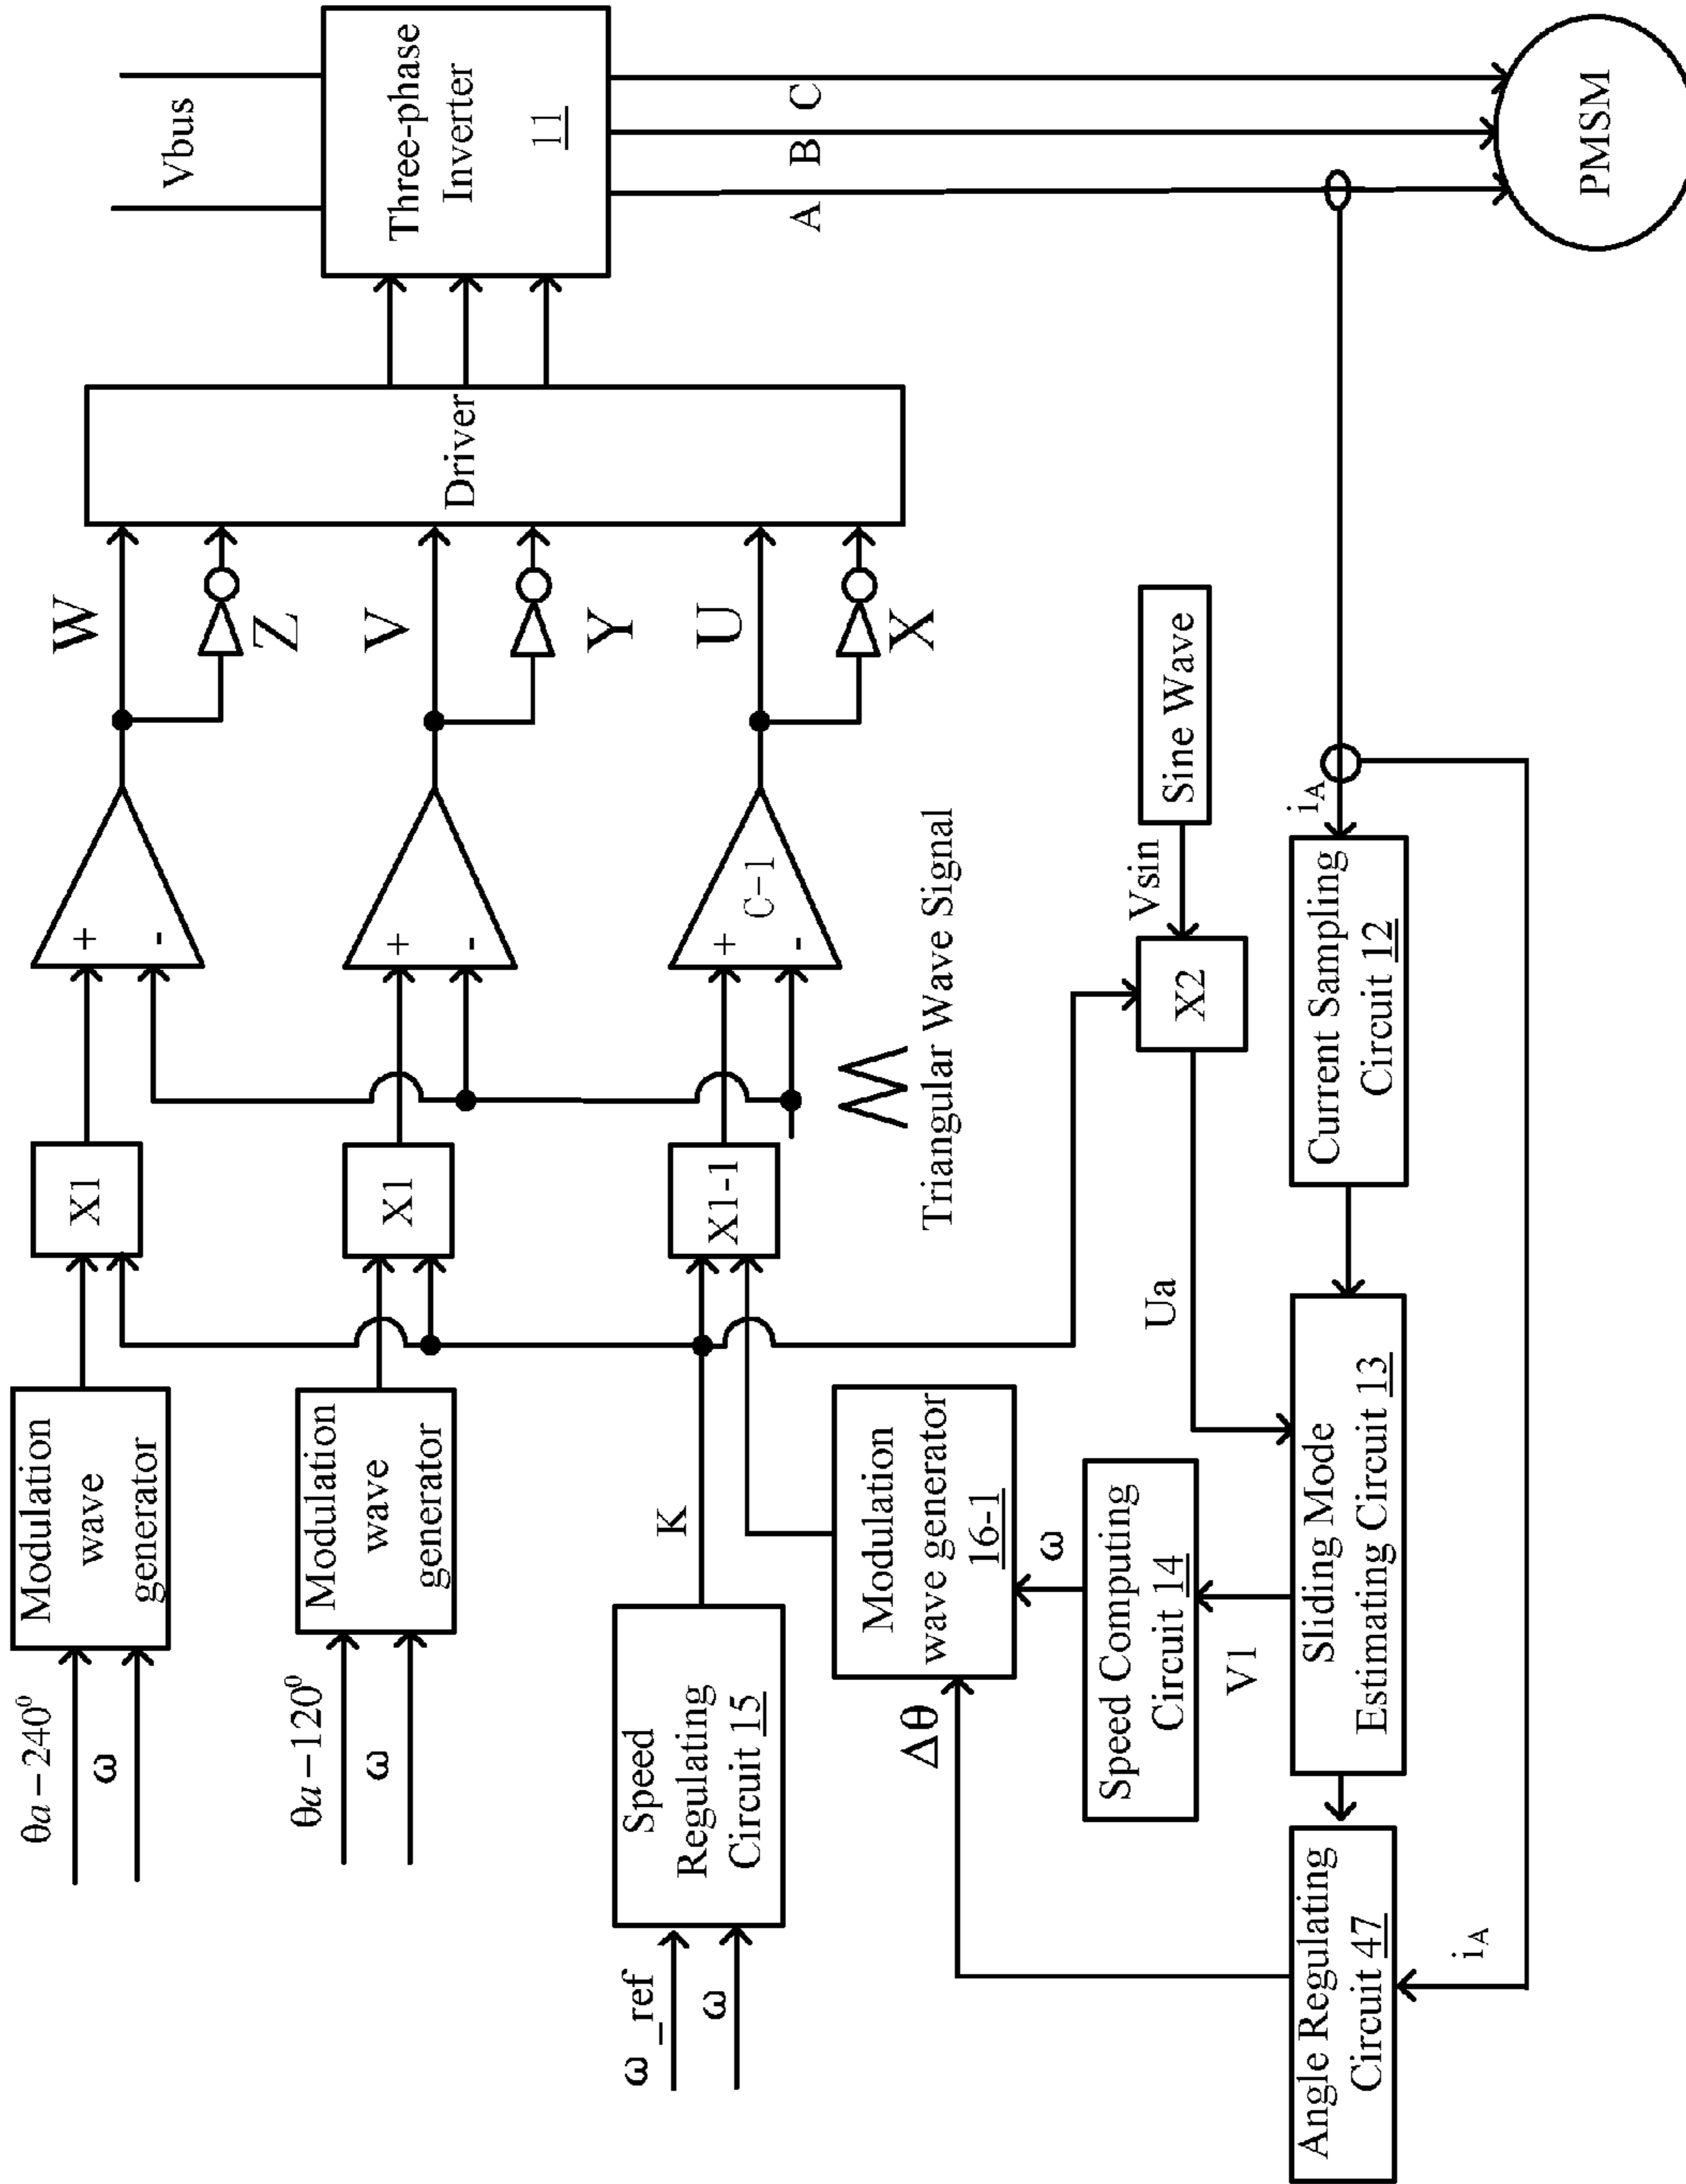 θa−240⁰
ω
Modulation
wave
generator
X1
+
-
W
Z
θa−120⁰
ω
Modulation
wave
generator
X1
+
-
V
Y
ω_ref
ω
Speed
Regulating
Circuit 15
K
X1-1
+
-
C-1
U
X
Driver
Vbus
Three-phase
Inverter
11
A
B
C
PMSM
Triangular Wave Signal
Δθ
Modulation
wave generator
16-1
ω
Speed Computing
Circuit 14
V1
Ua
X2
Vsin
Sine Wave
Angle Regulating
Circuit 47
Sliding Mode
Estimating Circuit 13
Current Sampling
Circuit 12
iA
iA